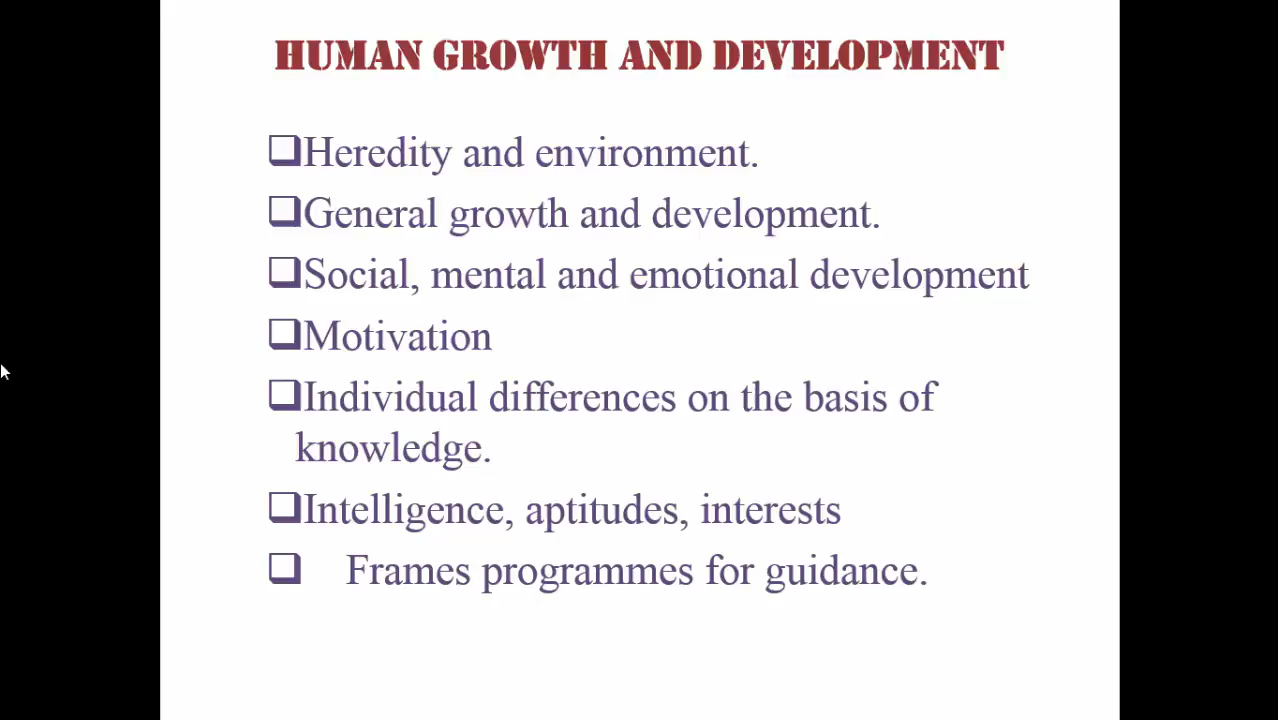 HUMAN GROWTH AND DEVELOPMENT
❑Heredity and environment.
❑General growth and development.
❑Social, mental and emotional development
❑Motivation
❑Individual differences on the basis of
knowledge.
❑Intelligence, aptitudes, interests
❑ Frames programmes for guidance.